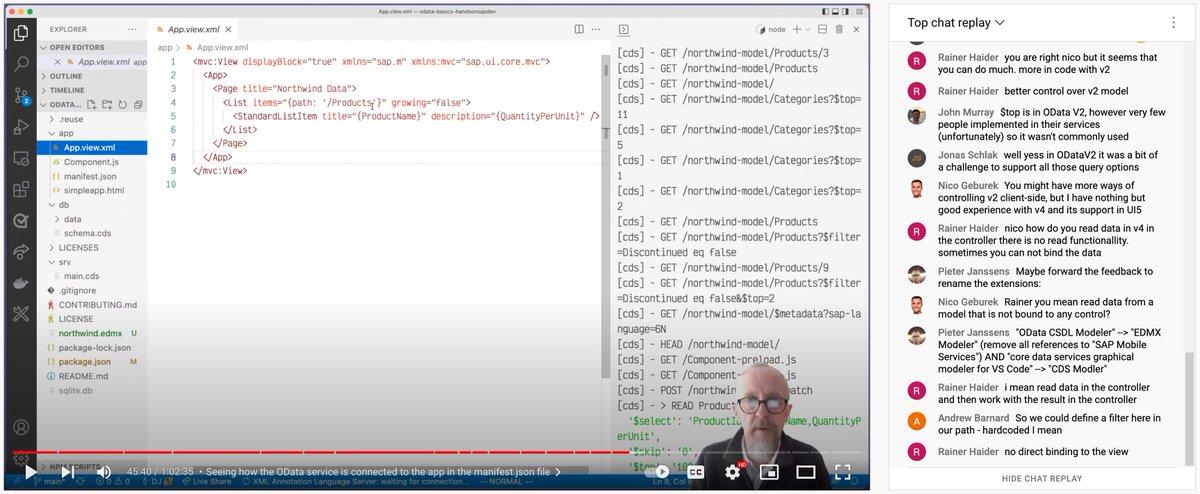 App.view.xml — odata-basics-handsonsapdev
EXPLORER
OPEN EDITORS
App.view.xml app
OUTLINE
TIMELINE
ODATA...
.reuse
app
App.view.xml
Component.js
manifest.json
simpleapp.html
db
data
schema.cds
LICENSES
srv
main.cds
.gitignore
CONTRIBUTING.md
LICENSE
northwind.edmx U
package-lock.json
package.json M
README.md
sqlite.db
NPM SCRIPTS
App.view.xml
app > App.view.xml
1 <mvc:View displayBlock="true" xmlns="sap.m" xmlns:mvc="sap.ui.core.mvc">
2 <App>
3 <Page title="Northwind Data">
4 <List items="{path: '/Products'}" growing="false">
5 <StandardListItem title="{ProductName}" description="{QuantityPerUnit}" />
6 </List>
7 </Page>
8 </App>
9 </mvc:View>
10
node
[cds] - GET /northwind-model/Products/3
[cds] - GET /northwind-model/Products
[cds] - GET /northwind-model/
[cds] - GET /northwind-model/Categories?$top=
11
[cds] - GET /northwind-model/Categories?$top=
5
[cds] - GET /northwind-model/Categories?$top=
1
[cds] - GET /northwind-model/Categories?$top=
2
[cds] - GET /northwind-model/Products
[cds] - GET /northwind-model/Products?$filter
=Discontinued eq false
[cds] - GET /northwind-model/Products/9
[cds] - GET /northwind-model/Products?$filter
=Discontinued eq false&$top=2
[cds] - GET /northwind-model/$metadata?sap-la
nguage=EN
[cds] - HEAD /northwind-model/
[cds] - GET /Component-preload.js
[cds] - GET /Component
[cds] - POST /northwin
[cds] - > READ Produc
'$select': 'Product
erUnit',
'$skip': '0',
45:40 / 1:02:35 • Seeing how the OData service is connected to the app in the manifest.json file
CC
HD
main*
Live Share
XML Annotation Language Server: waiting for connection...
-- NORMAL --
Top chat replay
Rainer Haider you are right nico but it seems that
you can do much. more in code with v2
Rainer Haider better control over v2 model
John Murray $top is in OData V2, however very few
people implemented in their services
(unfortunately) so it wasn't commonly used
Jonas Schlak well yess in ODataV2 it was a bit of
a challenge to support all those query options
Nico Geburek You might have more ways of
controlling v2 client-side, but I have nothing but
good experience with v4 and its support in UI5
Rainer Haider nico how do you read data in v4 in
the controller there is no read functionallity.
sometimes you can not bind the data
Pieter Janssens Maybe forward the feedback to
rename the extensions:
Nico Geburek Rainer you mean read data from a
model that is not bound to any control?
Pieter Janssens "OData CSDL Modeler" --> "EDMX
Modeler" (remove all references to "SAP Mobile
Services") AND "core data services graphical
modeler for VS Code" --> "CDS Modler"
Rainer Haider i mean read data in the controller
and then work with the result in the controller
Andrew Barnard So we could define a filter here in
our path - hardcoded I mean
Rainer Haider no direct binding to the view
HIDE CHAT REPLAY